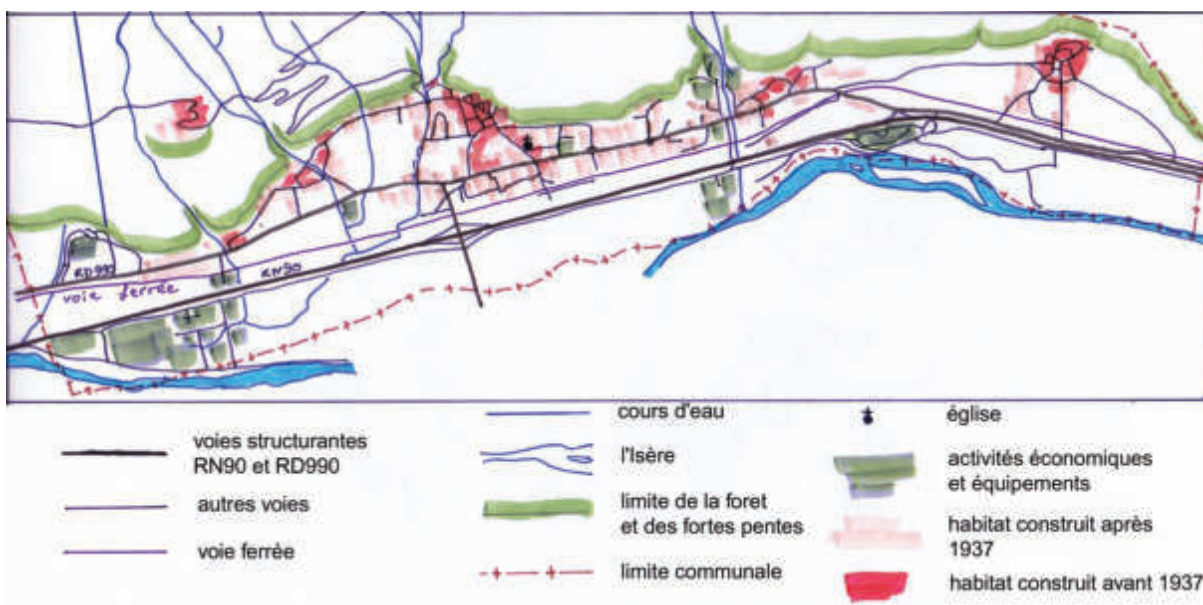 RD990
voie ferrée
RN90
voies structurantes
RN90 et RD990
autres voies
voie ferrée
cours d'eau
l'Isère
limite de la foret
et des fortes pentes
limite communale
église
activités économiques
et équipements
habitat construit après
1937
habitat construit avant 1937